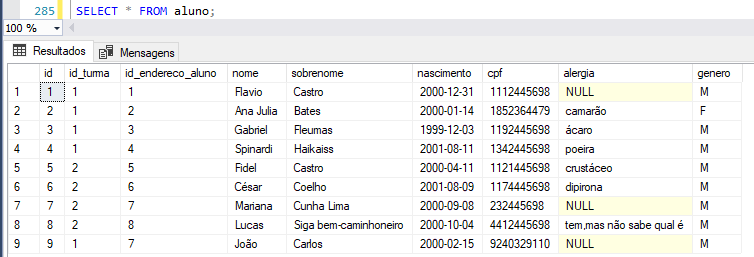 285 SELECT * FROM aluno;
100 %
Resultados Mensagens
id id_turma id_endereco_aluno nome sobrenome nascimento cpf alergia genero
1 1 1 1 Flavio Castro 2000-12-31 1112445698 NULL M
2 2 1 2 Ana Julia Bates 2000-01-14 1852364479 camarão F
3 3 1 3 Gabriel Fleumas 1999-12-03 1192445698 ácaro M
4 4 1 4 Spinardi Haikaiss 2001-08-11 1342445698 poeira M
5 5 2 5 Fidel Castro 2000-04-11 1121445698 crustáceo M
6 6 2 6 César Coelho 2001-08-09 1174445698 dipirona M
7 7 2 7 Mariana Cunha Lima 2000-09-08 232445698 NULL M
8 8 2 8 Lucas Siga bem-caminhoneiro 2000-10-04 4412445698 tem,mas não sabe qual é M
9 9 1 7 João Carlos 2000-02-15 9240329110 NULL M